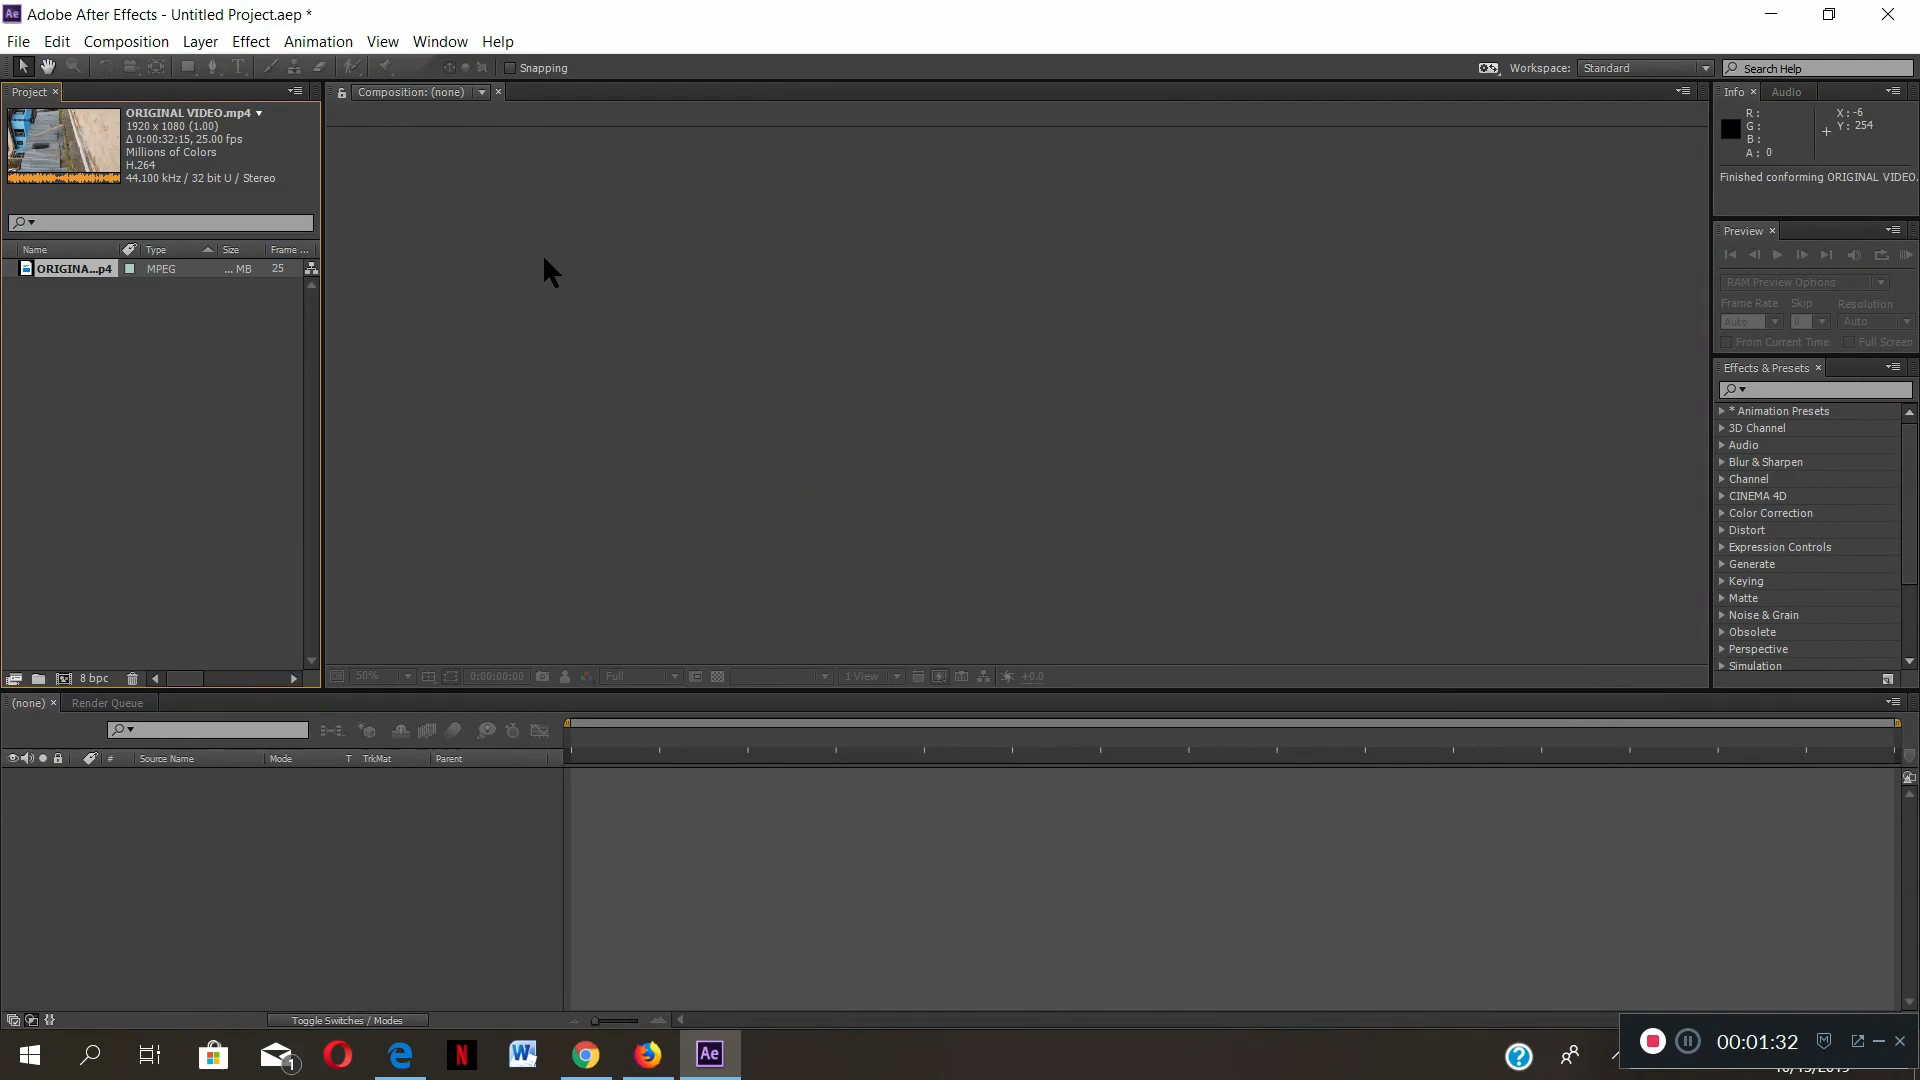 Ae Adobe After Effects - Untitled Project.aep *
File Edit Composition Layer Effect Animation View Window Help
T Snapping Workspace: Standard Search Help
Project × Composition: (none) × Info × Audio
ORIGINAL VIDEO.mp4
1920 x 1080 (1.00)
Δ 0:00:32:15, 25.00 fps
Millions of Colors
H.264
44.100 kHz / 32 bit U / Stereo
R :
G :
B :
A : 0
X : -6
Y : 254
Finished conforming ORIGINAL VIDEO.
Name Type Size Frame ...
ORIGINA...p4 MPEG ... MB 25
Preview ×
RAM Preview Options
Frame Rate Skip Resolution
Auto 0 Auto
From Current Time Full Screen
Effects & Presets ×
* Animation Presets
3D Channel
Audio
Blur & Sharpen
Channel
CINEMA 4D
Color Correction
Distort
Expression Controls
Generate
Keying
Matte
Noise & Grain
Obsolete
Perspective
Simulation
8 bpc
50% 0:00:00:00 Full 1 View +0.0
(none) × Render Queue
# Source Name Mode T TrkMat Parent
Toggle Switches / Modes
1 N W Ae ? 00:01:32